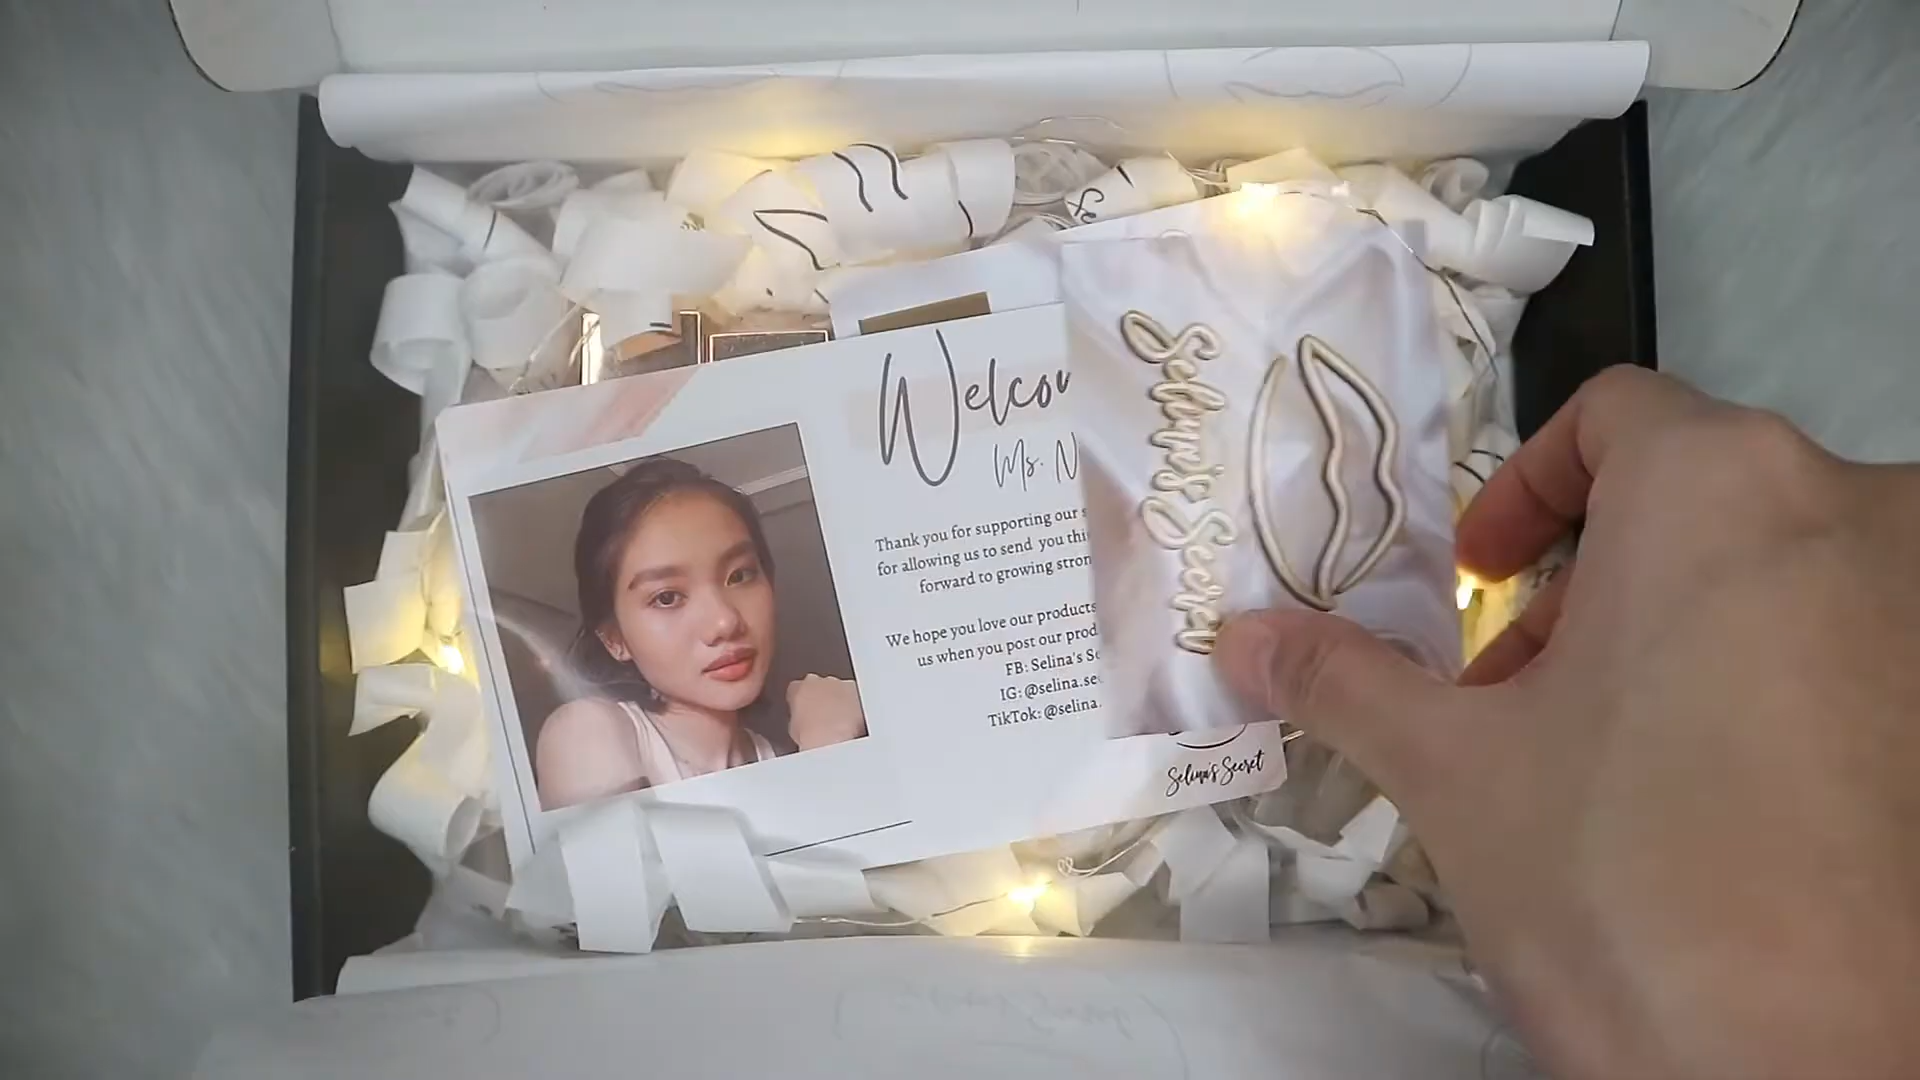 Welcom
Ms. N
Thank you for supporting our s
for allowing us to send you thi
forward to growing stron
We hope you love our products
us when you post our prod
FB: Selina's Se
IG: @selina.sec
TikTok: @selina.
Selina's Secret
Selina's Secret